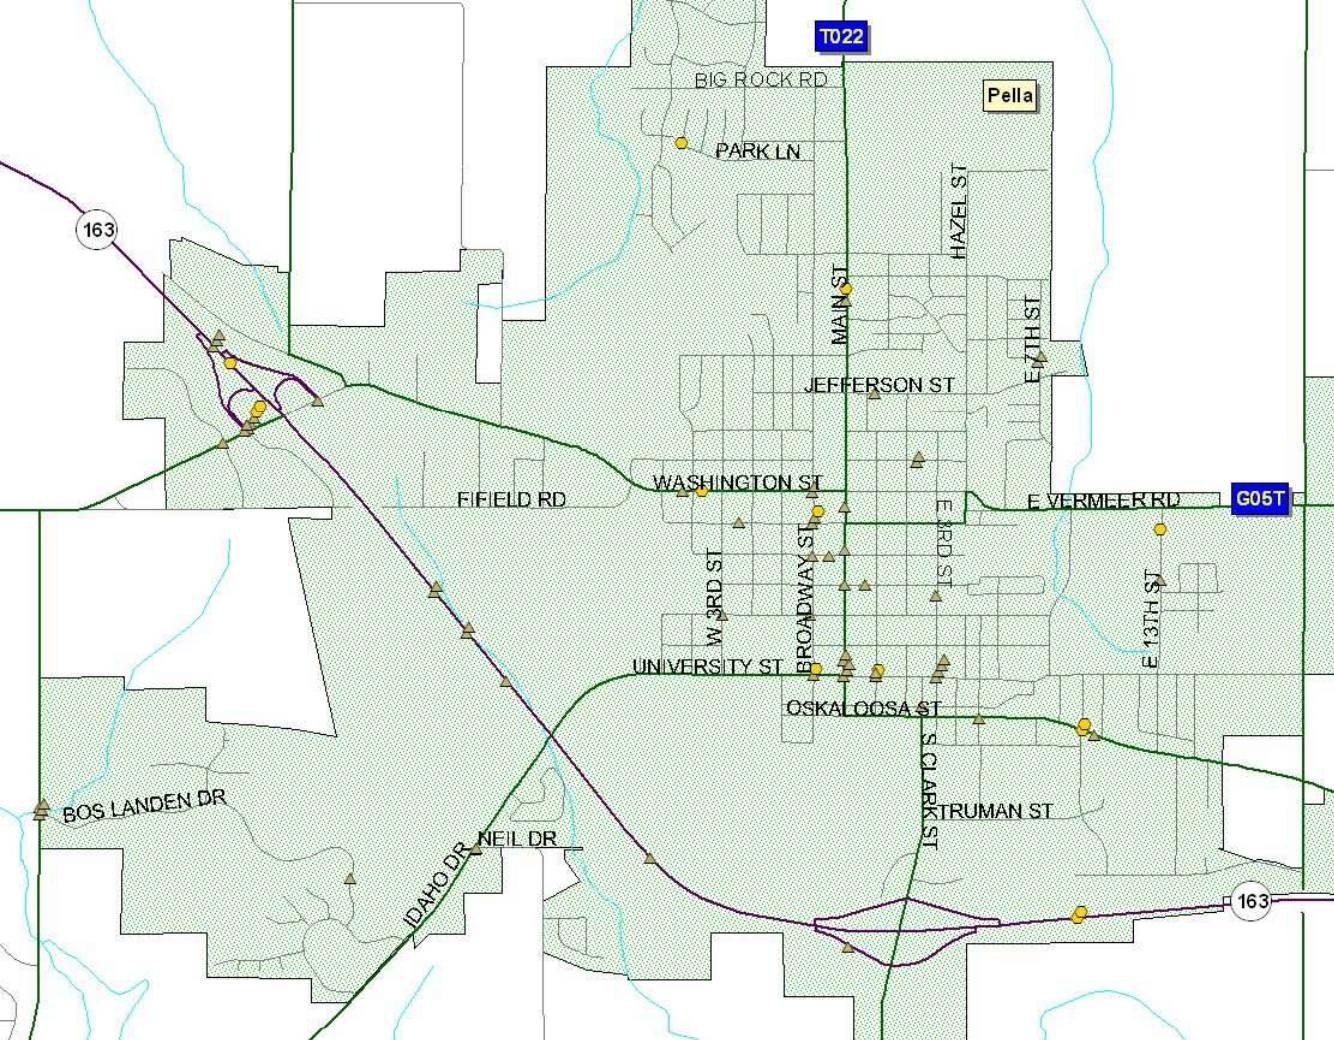 T022
BIG ROCK RD
Pella
PARK LN
HAZEL ST
163
MAIN ST
E 7TH ST
JEFFERSON ST
WASHINGTON ST
FIFIELD RD
E VERMEER RD
G05T
E 3RD ST
W 3RD ST
BROADWAY ST
E 13TH ST
UNIVERSITY ST
OSKALOOSA ST
S CLARK ST
BOS LANDEN DR
TRUMAN ST
NEIL DR
IDAHO DR
163